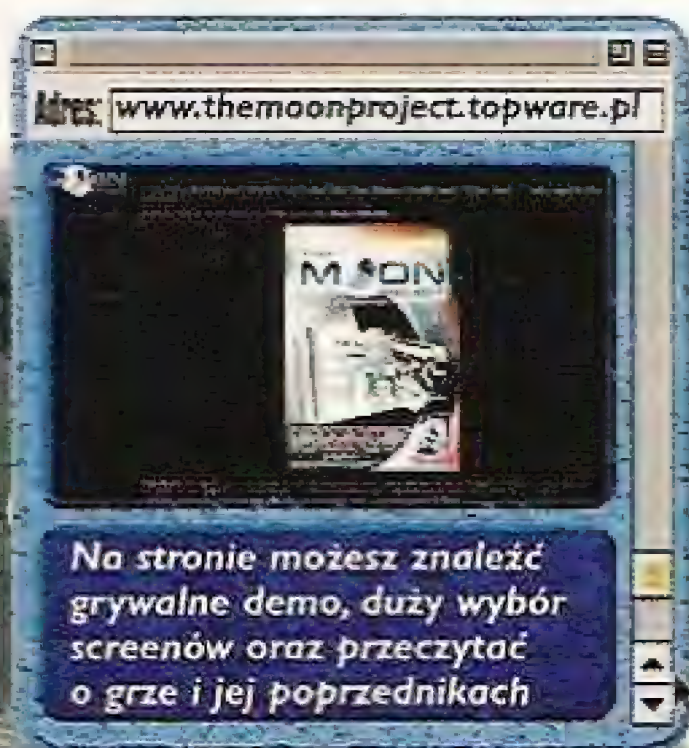 Adres: www.themoonproject.topware.pl
M ON
Na stronie możesz znaleźć
grywalne demo, duży wybór
screenów oraz przeczytać
o grze i jej poprzednikach